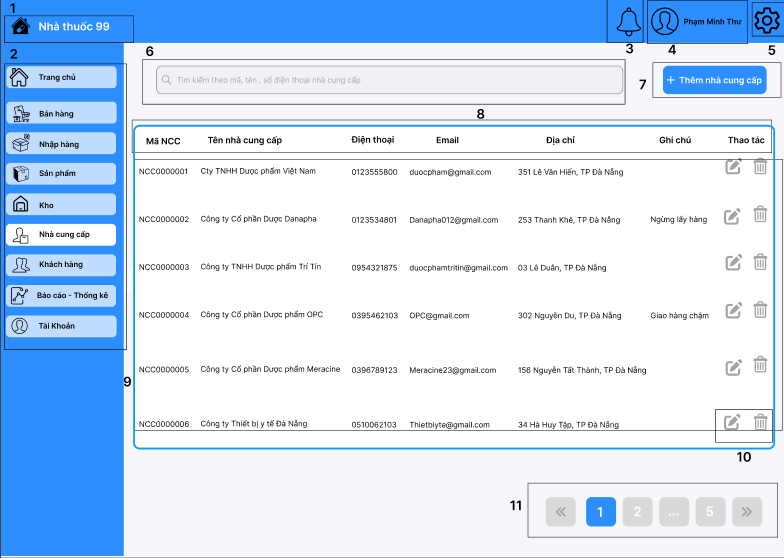 1
Nhà thuốc 99
Phạm Minh Thư
3
4
5
2
Trang chủ
Bán hàng
Nhập hàng
Sản phẩm
Kho
Nhà cung cấp
Khách hàng
Báo cáo - Thống kê
Tài Khoản
6
Tìm kiếm theo mã, tên , số điện thoại nhà cung cấp
7
+ Thêm nhà cung cấp
8
Mã NCC Tên nhà cung cấp Điện thoại Email Địa chỉ Ghi chú Thao tác
NCC0000001 Cty TNHH Dược phẩm Việt Nam 0123555800 duocpham@gmail.com 351 Lê Văn Hiến, TP Đà Nẵng
NCC0000002 Công ty Cổ phần Dược Danapha 0123534801 Danapha012@gmail.com 253 Thanh Khê, TP Đà Nẵng Ngừng lấy hàng
NCC0000003 Công ty TNHH Dược phẩm Trí Tín 0954321875 duocphamtritin@gmail.com 03 Lê Duẩn, TP Đà Nẵng
NCC0000004 Công ty Cổ phần Dược phẩm OPC 0395462103 OPC@gmail.com 302 Nguyễn Du, TP Đà Nẵng Giao hàng chậm
NCC0000005 Công ty Cổ phần Dược phẩm Meracine 0396789123 Meracine23@gmail.com 156 Nguyễn Tất Thành, TP Đà Nẵng
9
NCC0000006 Công ty Thiết bị y tế Đà Nẵng 0510062103 Thietbiyte@gmail.com 34 Hà Huy Tập, TP Đà Nẵng
10
11
« 1 2 ... 5 »